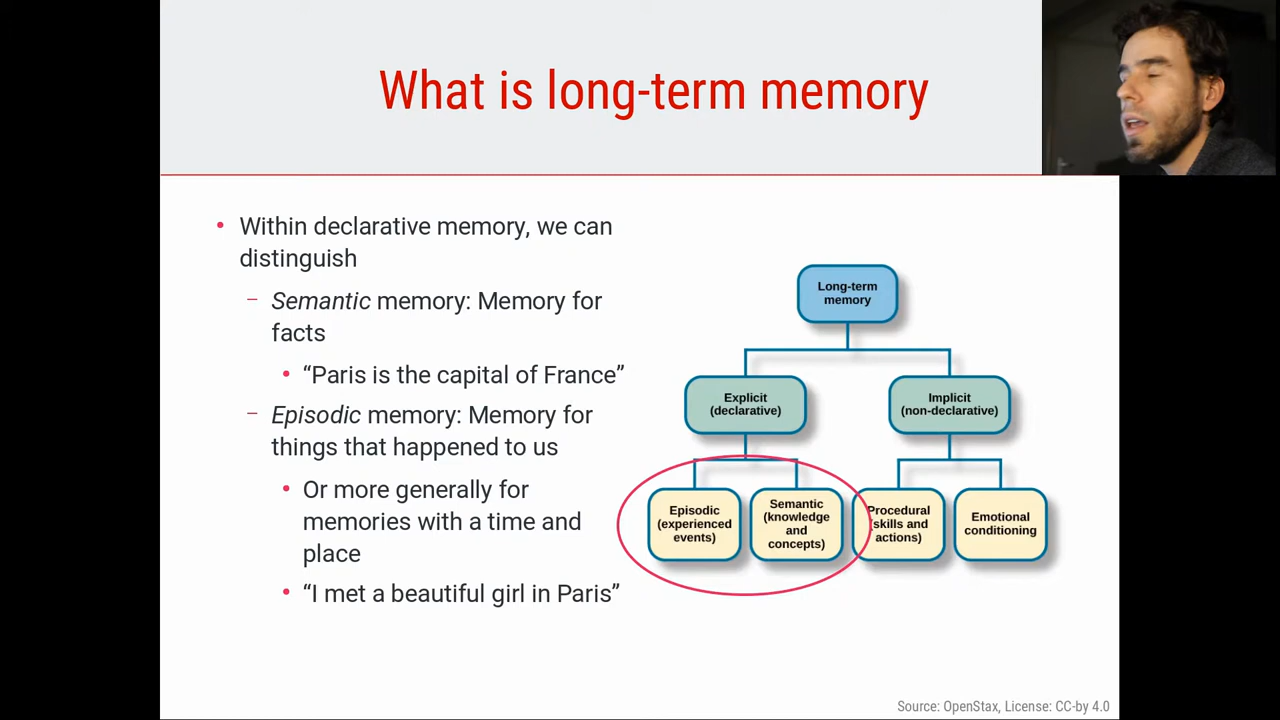 What is long-term memory
• Within declarative memory, we can
distinguish
– Semantic memory: Memory for
facts
• “Paris is the capital of France”
– Episodic memory: Memory for
things that happened to us
• Or more generally for
memories with a time and
place
• “I met a beautiful girl in Paris”
Long-term
memory
Explicit
(declarative)
Implicit
(non-declarative)
Episodic
(experienced
events)
Semantic
(knowledge
and
concepts)
Procedural
(skills and
actions)
Emotional
conditioning
Source: OpenStax, License: CC-by 4.0